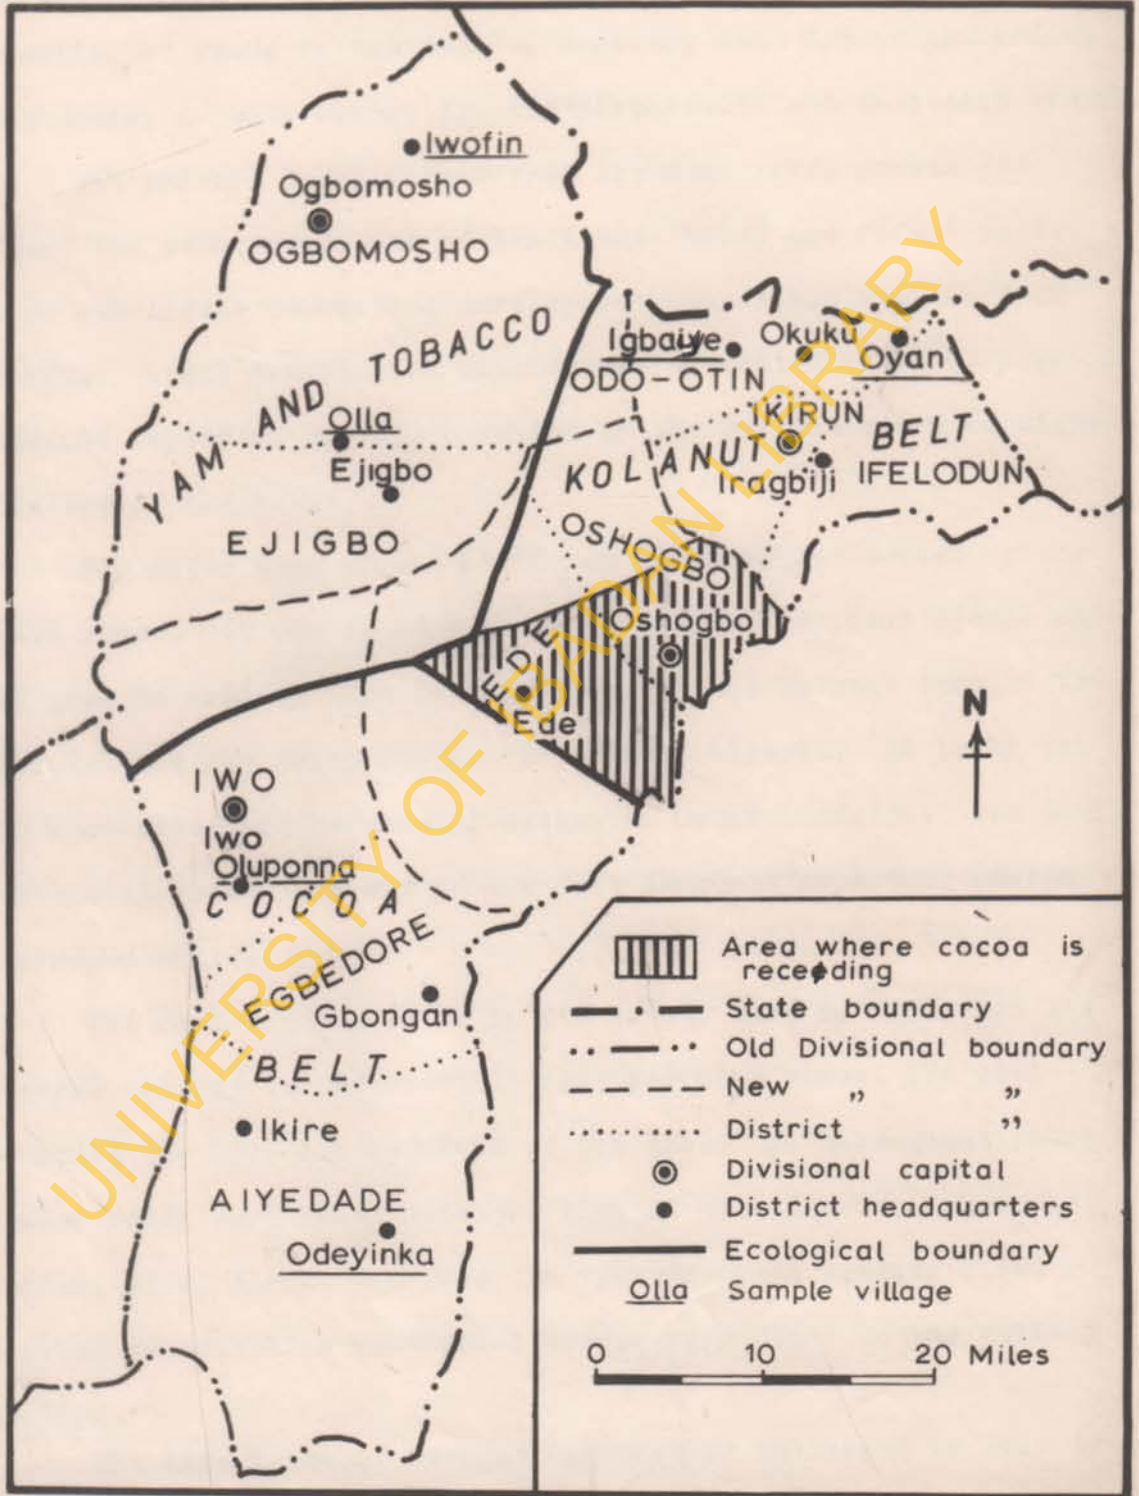 Iwofin
Ogbomosho
OGBOMOSHO
YAM AND TOBACCO
Igbaiye
Okuku
Oyan
ODO-OTIN
Olla
IKIRUN
KOLANUT BELT
Ejigbo
Iragbiji
IFELODUN
EJIGBO
OSHOGBO
Oshogbo
EDE
Ede
N
IWO
Iwo
Oluponna
COCOA
EGBEDORE
Gbongan
BELT
Ikire
AIYEDADE
Odeyinka
Area where cocoa is
receeding
State boundary
Old Divisional boundary
New " "
District "
Divisional capital
District headquarters
Ecological boundary
Olla Sample village
0 10 20 Miles
UNIVERSITY OF IBADAN LIBRARY